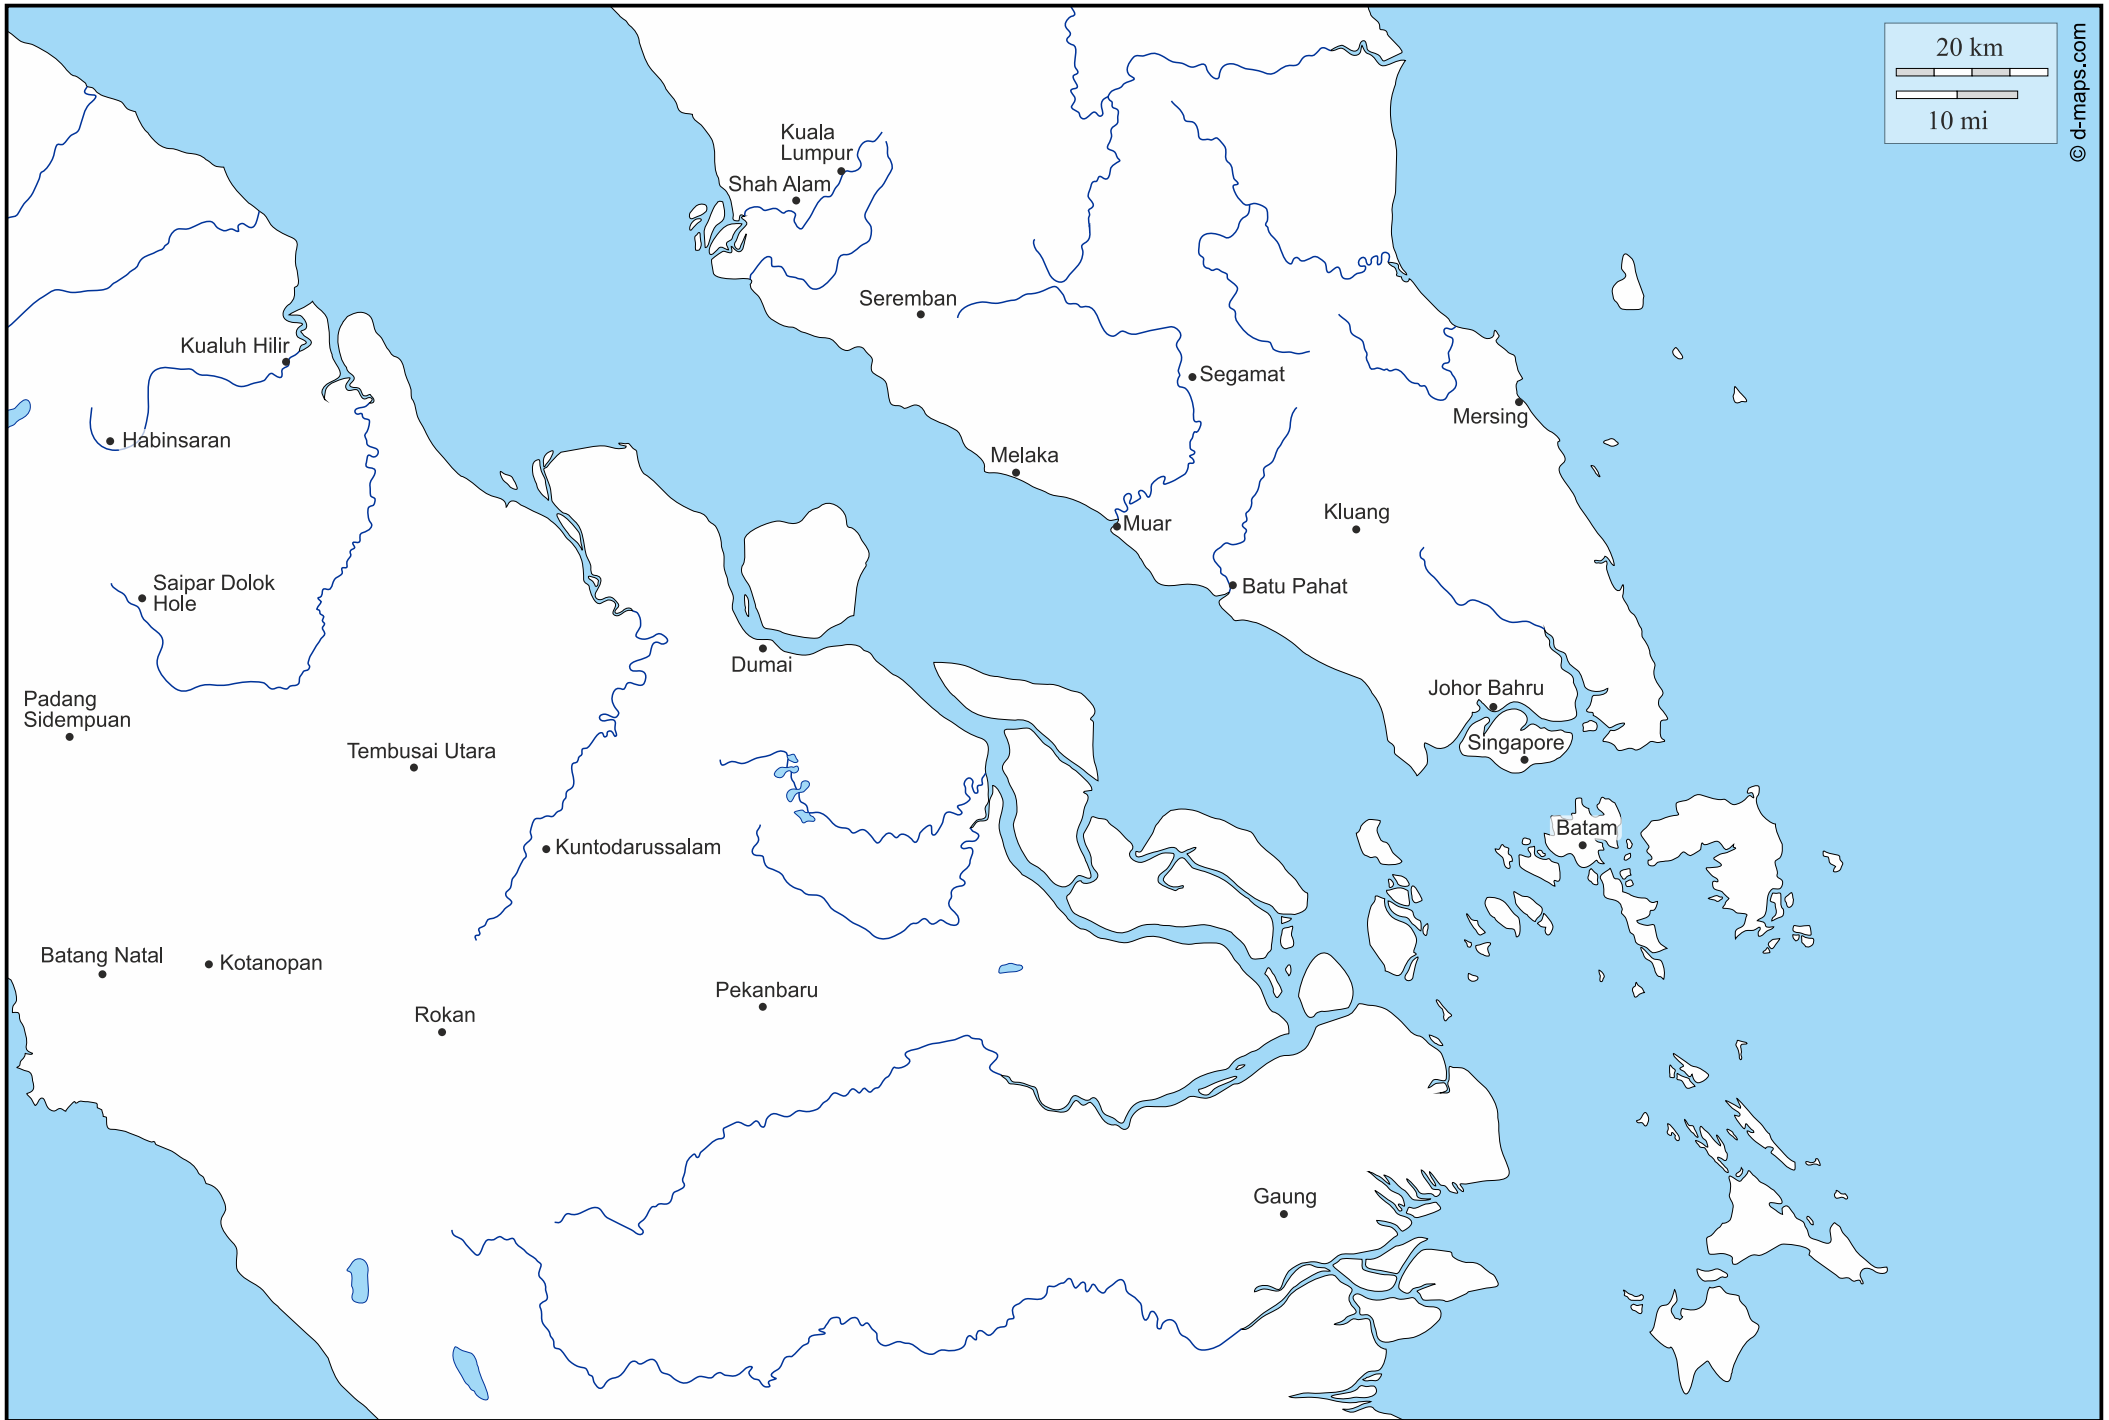 20 km
10 mi
© d-maps.com
Kuala
Lumpur
Shah Alam
Seremban
Kualuh Hilir
Segamat
Mersing
Habinsaran
Melaka
Muar
Kluang
Saipar Dolok
Hole
Batu Pahat
Dumai
Padang
Sidempuan
Johor Bahru
Singapore
Tembusai Utara
Batam
Kuntodarussalam
Batang Natal
Kotanopan
Pekanbaru
Rokan
Gaung